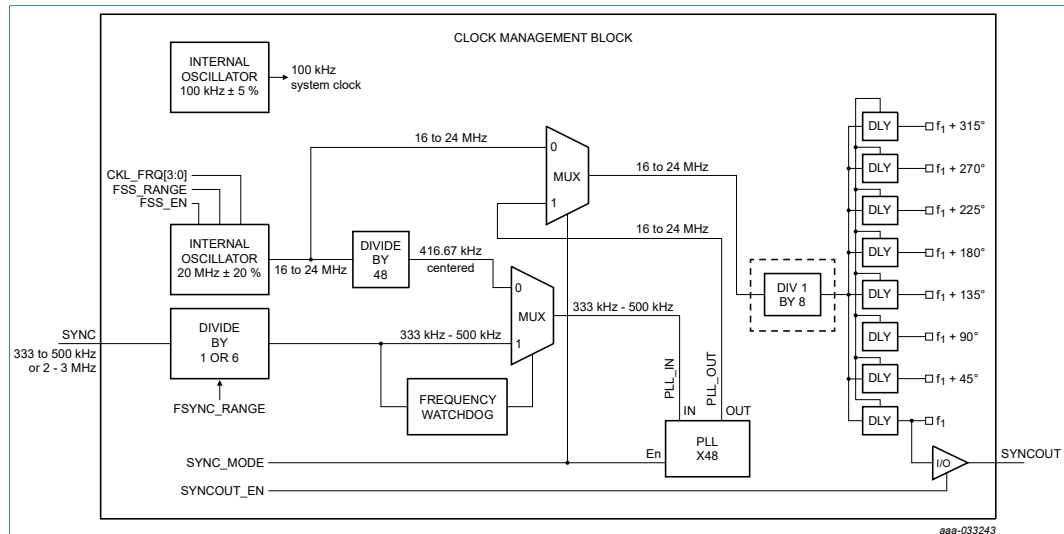 CLOCK MANAGEMENT BLOCK
INTERNAL
OSCILLATOR
100 kHz ± 5 %
100 kHz
system clock
CKL_FRQ[3:0]
FSS_RANGE
FSS_EN
INTERNAL
OSCILLATOR
20 MHz ± 20 %
16 to 24 MHz
16 to 24 MHz
DIVIDE
BY
48
416.67 kHz
centered
0
MUX
1
16 to 24 MHz
16 to 24 MHz
0
MUX
1
333 kHz - 500 kHz
SYNC
333 to 500 kHz
or 2 - 3 MHz
DIVIDE
BY
1 OR 6
FSYNC_RANGE
333 kHz - 500 kHz
FREQUENCY
WATCHDOG
PLL_IN
PLL_OUT
IN
OUT
En
PLL
X48
SYNC_MODE
SYNCOUT_EN
DIV 1
BY 8
DLY
f1 + 315°
DLY
f1 + 270°
DLY
f1 + 225°
DLY
f1 + 180°
DLY
f1 + 135°
DLY
f1 + 90°
DLY
f1 + 45°
DLY
f1
I/O
SYNCOUT
aaa-033243